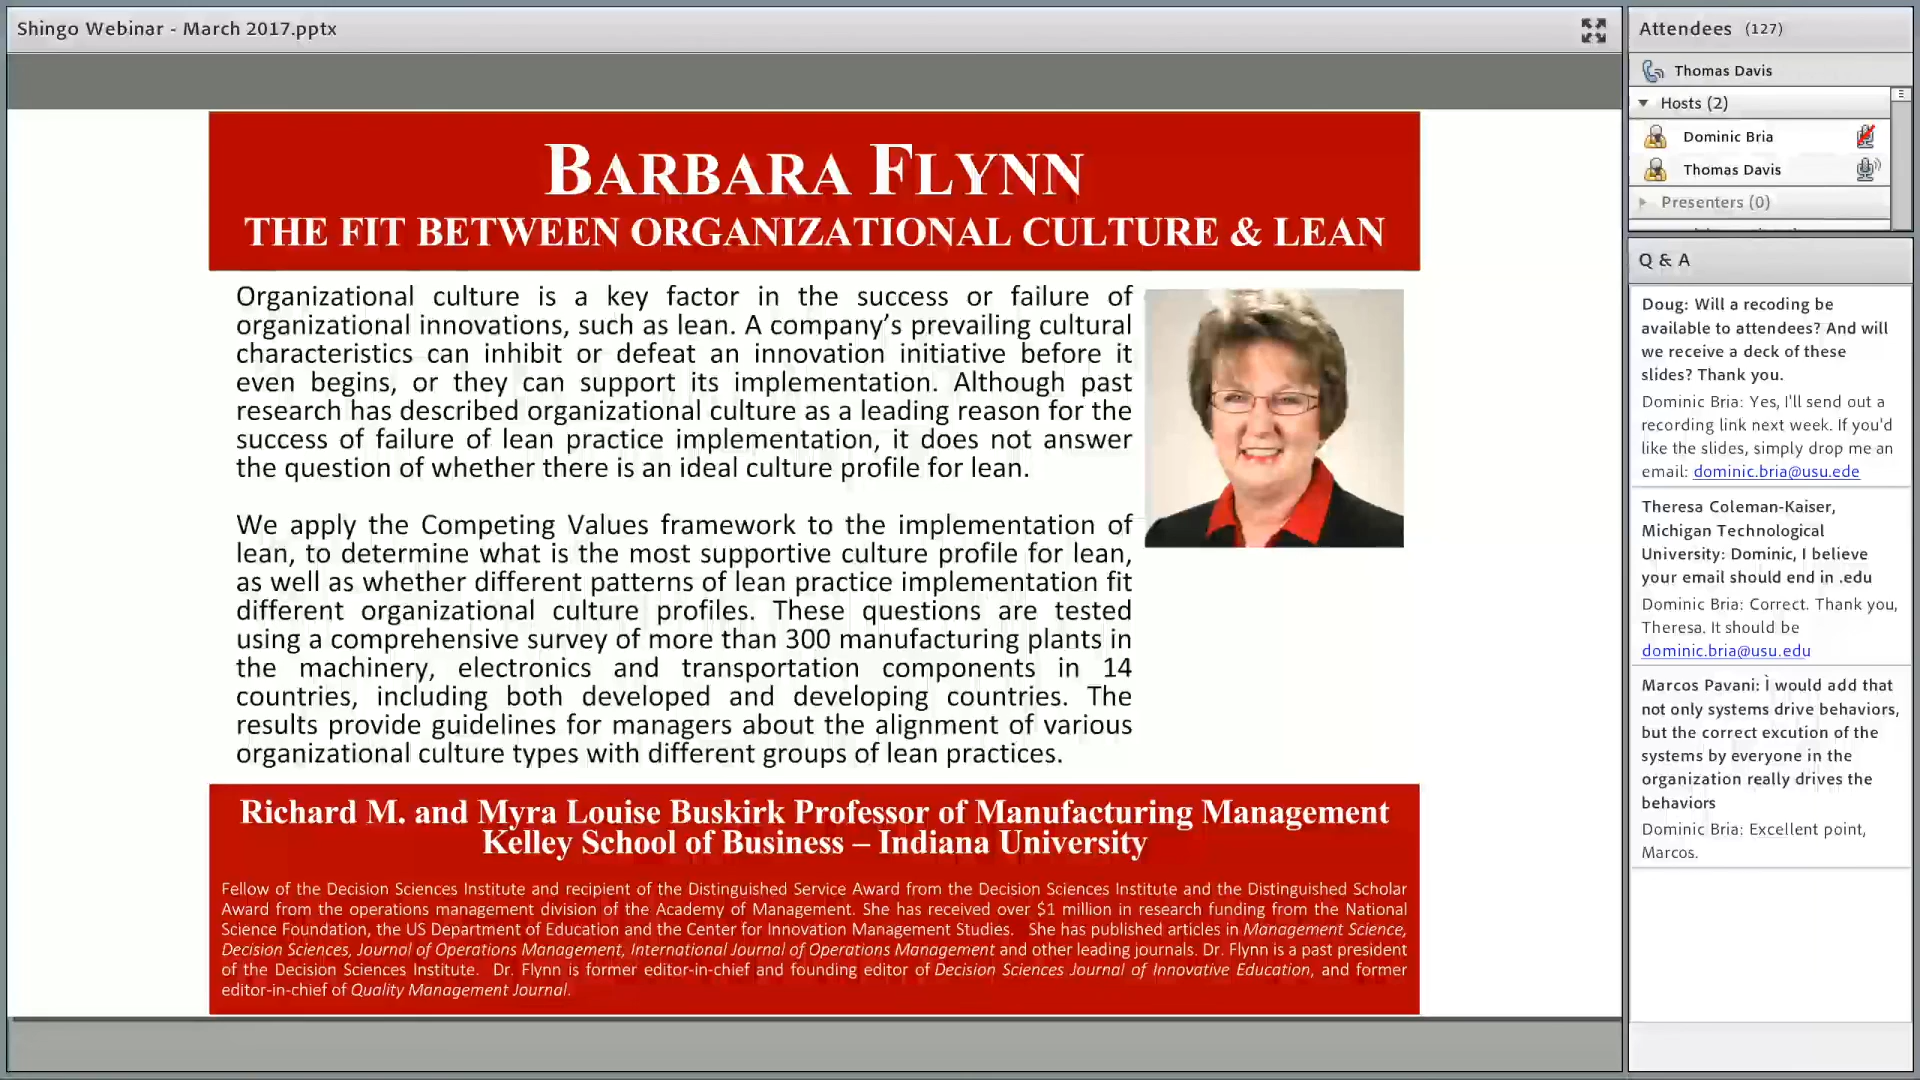 Shingo Webinar - March 2017.pptx
BARBARA FLYNN
THE FIT BETWEEN ORGANIZATIONAL CULTURE & LEAN
Organizational culture is a key factor in the success or failure of
organizational innovations, such as lean. A company’s prevailing cultural
characteristics can inhibit or defeat an innovation initiative before it
even begins, or they can support its implementation. Although past
research has described organizational culture as a leading reason for the
success of failure of lean practice implementation, it does not answer
the question of whether there is an ideal culture profile for lean.
We apply the Competing Values framework to the implementation of
lean, to determine what is the most supportive culture profile for lean,
as well as whether different patterns of lean practice implementation fit
different organizational culture profiles. These questions are tested
using a comprehensive survey of more than 300 manufacturing plants in
the machinery, electronics and transportation components in 14
countries, including both developed and developing countries. The
results provide guidelines for managers about the alignment of various
organizational culture types with different groups of lean practices.
Richard M. and Myra Louise Buskirk Professor of Manufacturing Management
Kelley School of Business – Indiana University
Fellow of the Decision Sciences Institute and recipient of the Distinguished Service Award from the Decision Sciences Institute and the Distinguished Scholar
Award from the operations management division of the Academy of Management. She has received over $1 million in research funding from the National
Science Foundation, the US Department of Education and the Center for Innovation Management Studies. She has published articles in Management Science,
Decision Sciences, Journal of Operations Management, International Journal of Operations Management and other leading journals. Dr. Flynn is a past president
of the Decision Sciences Institute. Dr. Flynn is former editor-in-chief and founding editor of Decision Sciences Journal of Innovative Education, and former
editor-in-chief of Quality Management Journal.
Attendees (127)
Thomas Davis
Hosts (2)
Dominic Bria
Thomas Davis
Presenters (0)
Q & A
Doug: Will a recoding be
available to attendees? And will
we receive a deck of these
slides? Thank you.
Dominic Bria: Yes, I'll send out a
recording link next week. If you'd
like the slides, simply drop me an
email: dominic.bria@usu.ede
Theresa Coleman-Kaiser,
Michigan Technological
University: Dominic, I believe
your email should end in .edu
Dominic Bria: Correct. Thank you,
Theresa. It should be
dominic.bria@usu.edu
Marcos Pavani: Ì would add that
not only systems drive behaviors,
but the correct excution of the
systems by everyone in the
organization really drives the
behaviors
Dominic Bria: Excellent point,
Marcos.